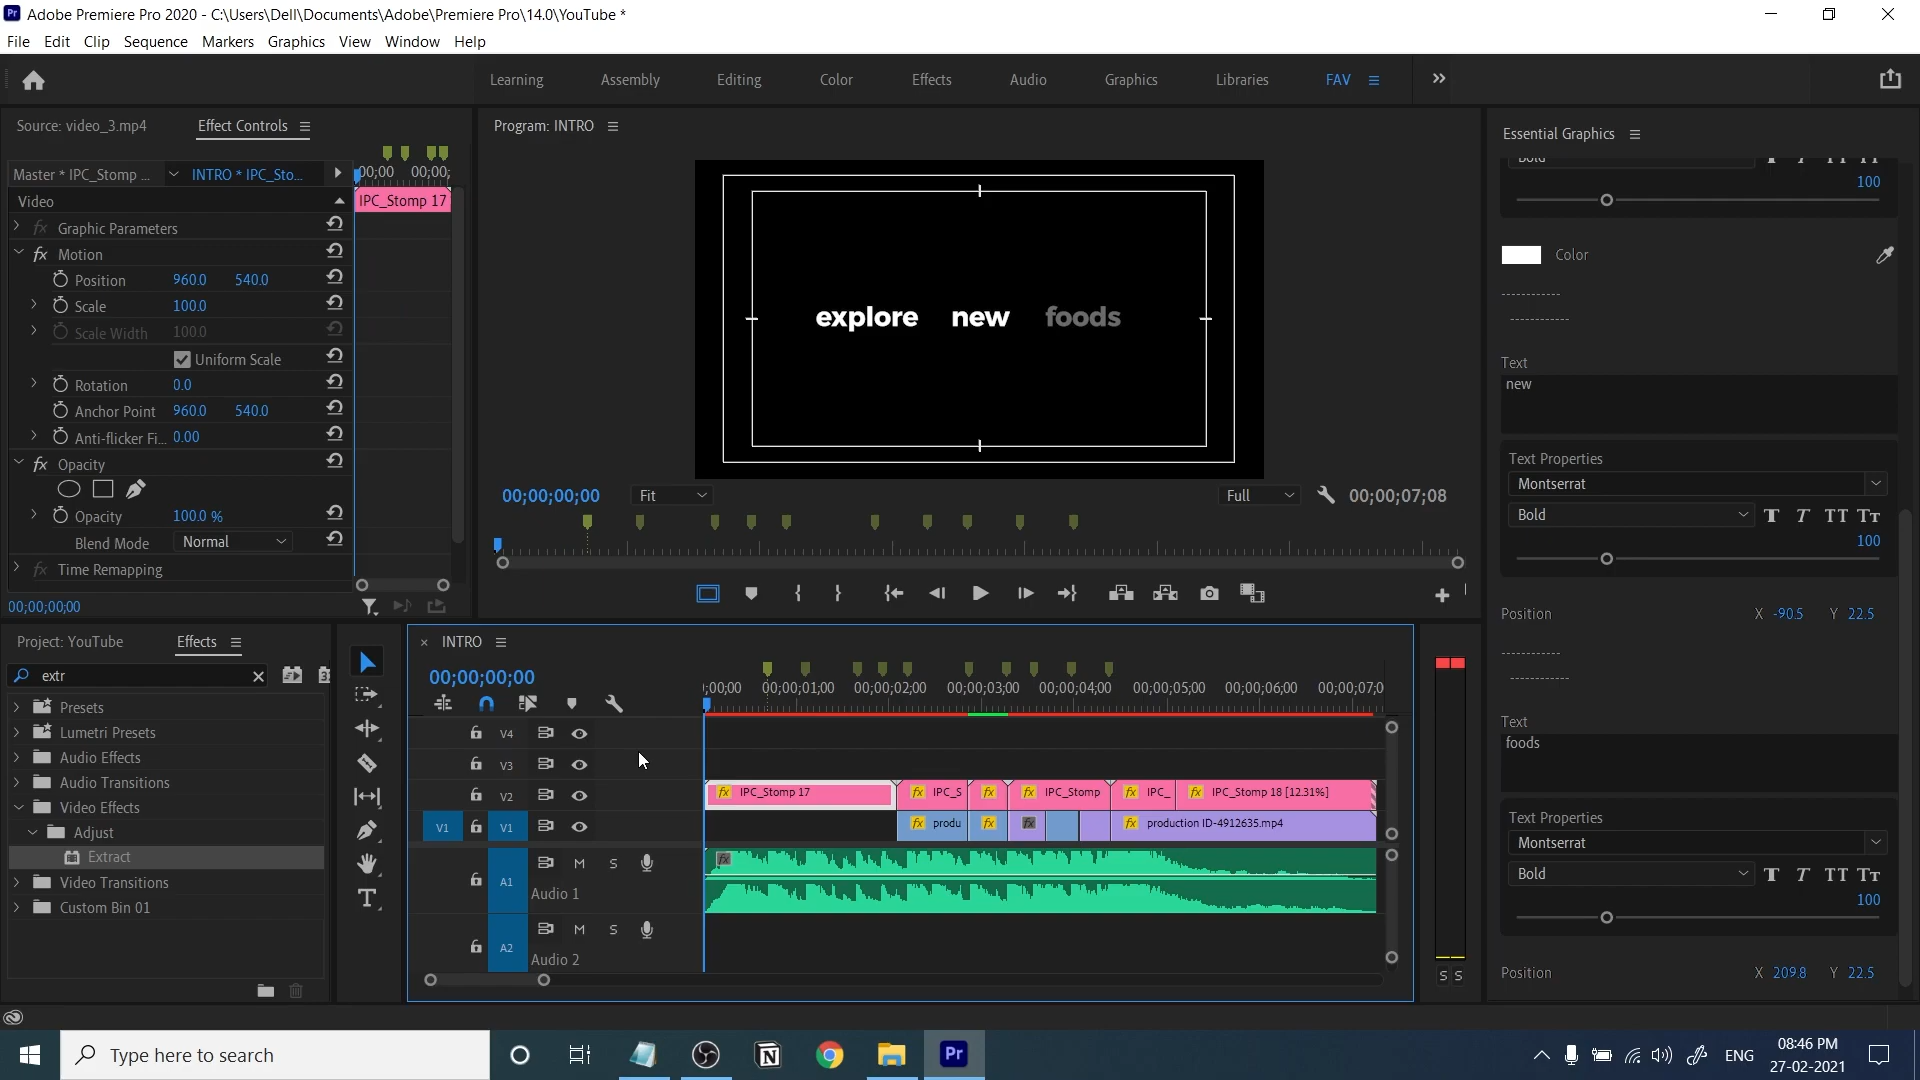 Adobe Premiere Pro 2020 - C:\Users\Dell\Documents\Adobe\Premiere Pro\14.0\YouTube *
File Edit Clip Sequence Markers Graphics View Window Help
Learning Assembly Editing Color Effects Audio Graphics Libraries FAV
Source: video_3.mp4 Effect Controls
Master * IPC_Stomp ... INTRO * IPC_Sto...
00;00 00;00;
Video
IPC_Stomp 17
Graphic Parameters
Motion
Position 960.0 540.0
Scale 100.0
Scale Width 100.0
Uniform Scale
Rotation 0.0
Anchor Point 960.0 540.0
Anti-flicker Fi... 0.00
Opacity
Opacity 100.0 %
Blend Mode Normal
Time Remapping
00;00;00;00
Program: INTRO
explore new foods
00;00;00;00 Fit Full 00;00;07;08
Essential Graphics
Bold
100
Color
------------
------------
Text
new
Text Properties
Montserrat
Bold
100
Position X -90.5 Y 22.5
------------
------------
Text
foods
Text Properties
Montserrat
Bold
100
Position X 209.8 Y 22.5
Project: YouTube Effects
extr
Presets
Lumetri Presets
Audio Effects
Audio Transitions
Video Effects
Adjust
Extract
Video Transitions
Custom Bin 01
INTRO
00;00;00;00
;00;00 00;00;01;00 00;00;02;00 00;00;03;00 00;00;04;00 00;00;05;00 00;00;06;00 00;00;07;0
V4
V3
V2 IPC_Stomp 17 IPC_S IPC_Stomp IPC_ IPC_Stomp 18 [12.31%]
V1 V1 produ production ID-4912635.mp4
A1 M S
Audio 1
A2 M S
Audio 2
S S
Type here to search
ENG
08:46 PM
27-02-2021